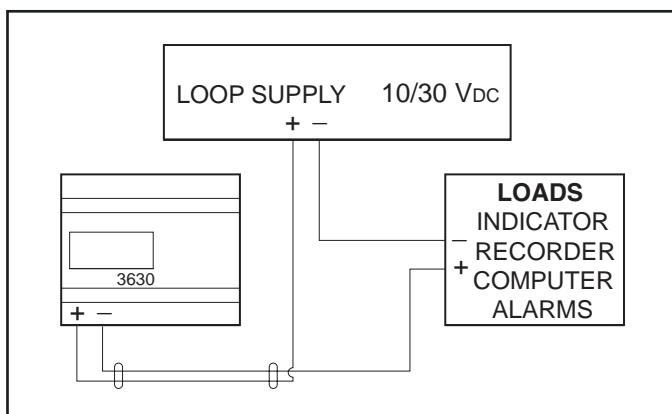 LOOP SUPPLY 10/30 VDC
+ −
3630
+ −
LOADS
INDICATOR
− RECORDER
+ COMPUTER
ALARMS